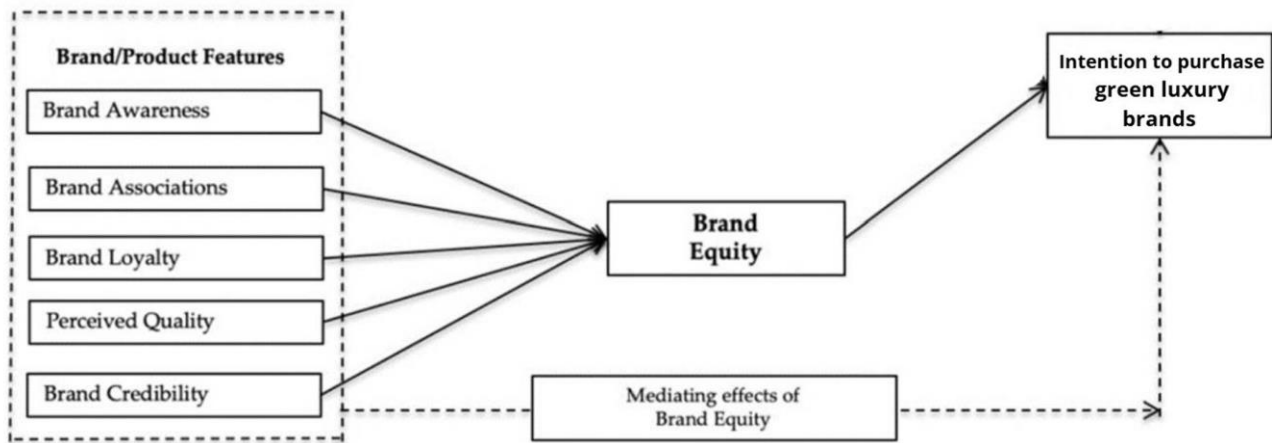 Brand/Product Features
Brand Awareness
Brand Associations
Brand Loyalty
Perceived Quality
Brand Credibility
Brand
Equity
Mediating effects of
Brand Equity
Intention to purchase
green luxury
brands